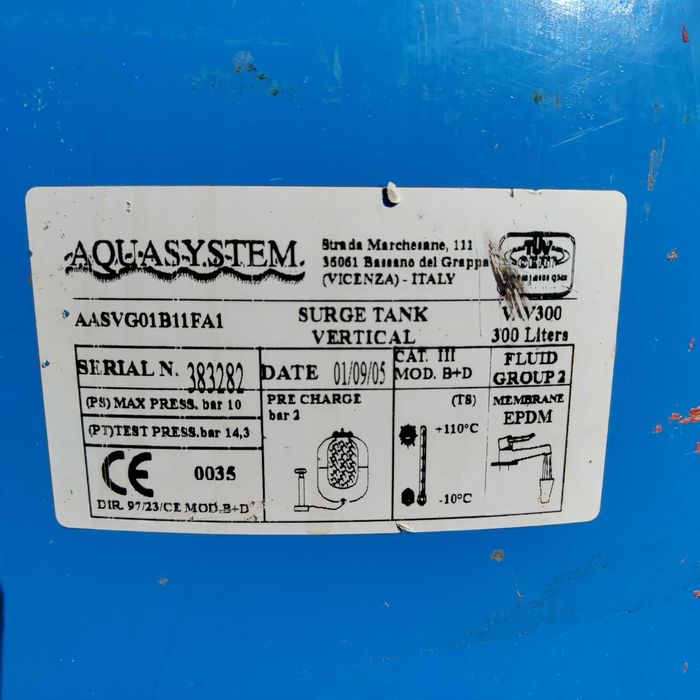 AQUASYSTEM.
Strada Marchesane, 111
36061 Bassano del Grappa
(VICENZA) - ITALY
TÜV
CERT
AASVG01B11FA1
SURGE TANK
VERTICAL
300 Liters
SERIAL N. 383282
DATE 01/09/05
CAT. III
MOD. B+D
FLUID
GROUP 2
(PS) MAX PRESS. bar 10
(PT)TEST PRESS.bar 14,3
PRE CHARGE
bar 2
(TS)
+110°C
-10°C
MEMBRANE
EPDM
CE 0035
DIR. 97/23/CE MOD.B+D